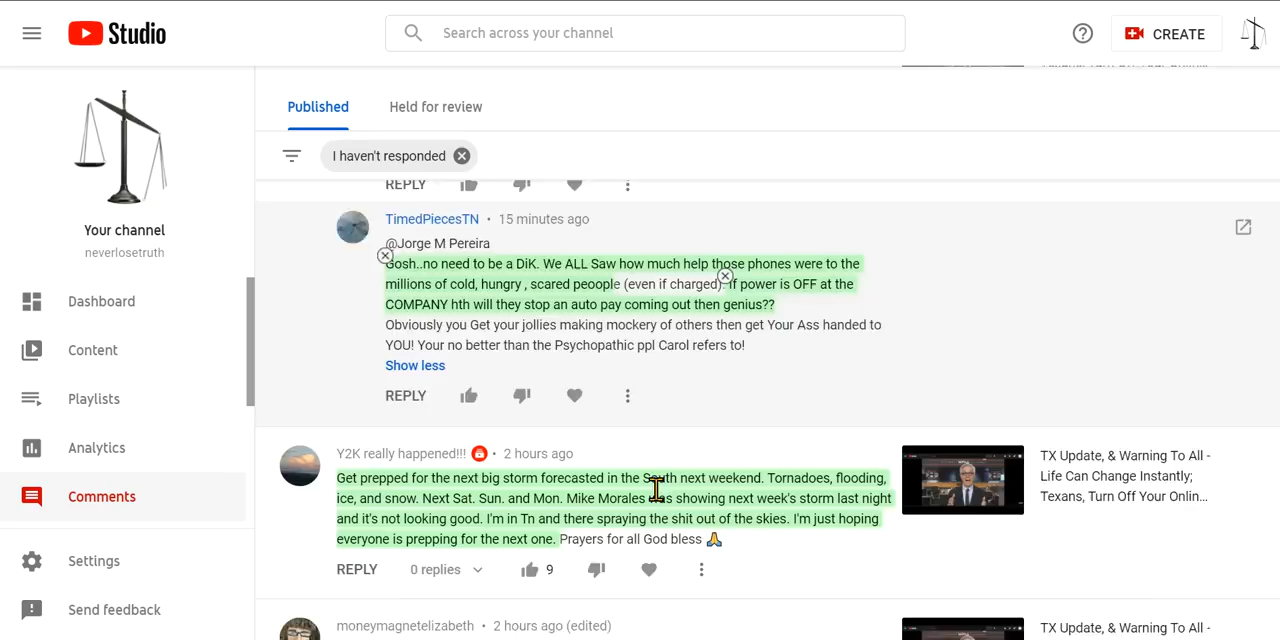 Studio
Search across your channel
CREATE
Your channel
neverlosetruth
Dashboard
Content
Playlists
Analytics
Comments
Settings
Send feedback
Published
Held for review
I haven't responded
REPLY
TimedPiecesTN • 15 minutes ago
@Jorge M Pereira
Gosh..no need to be a DiK. We ALL Saw how much help those phones were to the
millions of cold, hungry , scared peoople (even if charged). If power is OFF at the
COMPANY hth will they stop an auto pay coming out then genius??
Obviously you Get your jollies making mockery of others then get Your Ass handed to
YOU! Your no better than the Psychopathic ppl Carol refers to!
Show less
REPLY
Y2K really happened!!! • 2 hours ago
Get prepped for the next big storm forecasted in the South next weekend. Tornadoes, flooding,
ice, and snow. Next Sat. Sun. and Mon. Mike Morales showing next week's storm last night
and it's not looking good. I'm in Tn and there spraying the shit out of the skies. I'm just hoping
everyone is prepping for the next one. Prayers for all God bless 🙏
REPLY 0 replies 9
TX Update, & Warning To All -
Life Can Change Instantly;
Texans, Turn Off Your Onlin...
moneymagnetelizabeth • 2 hours ago (edited)
TX Update, & Warning To All -